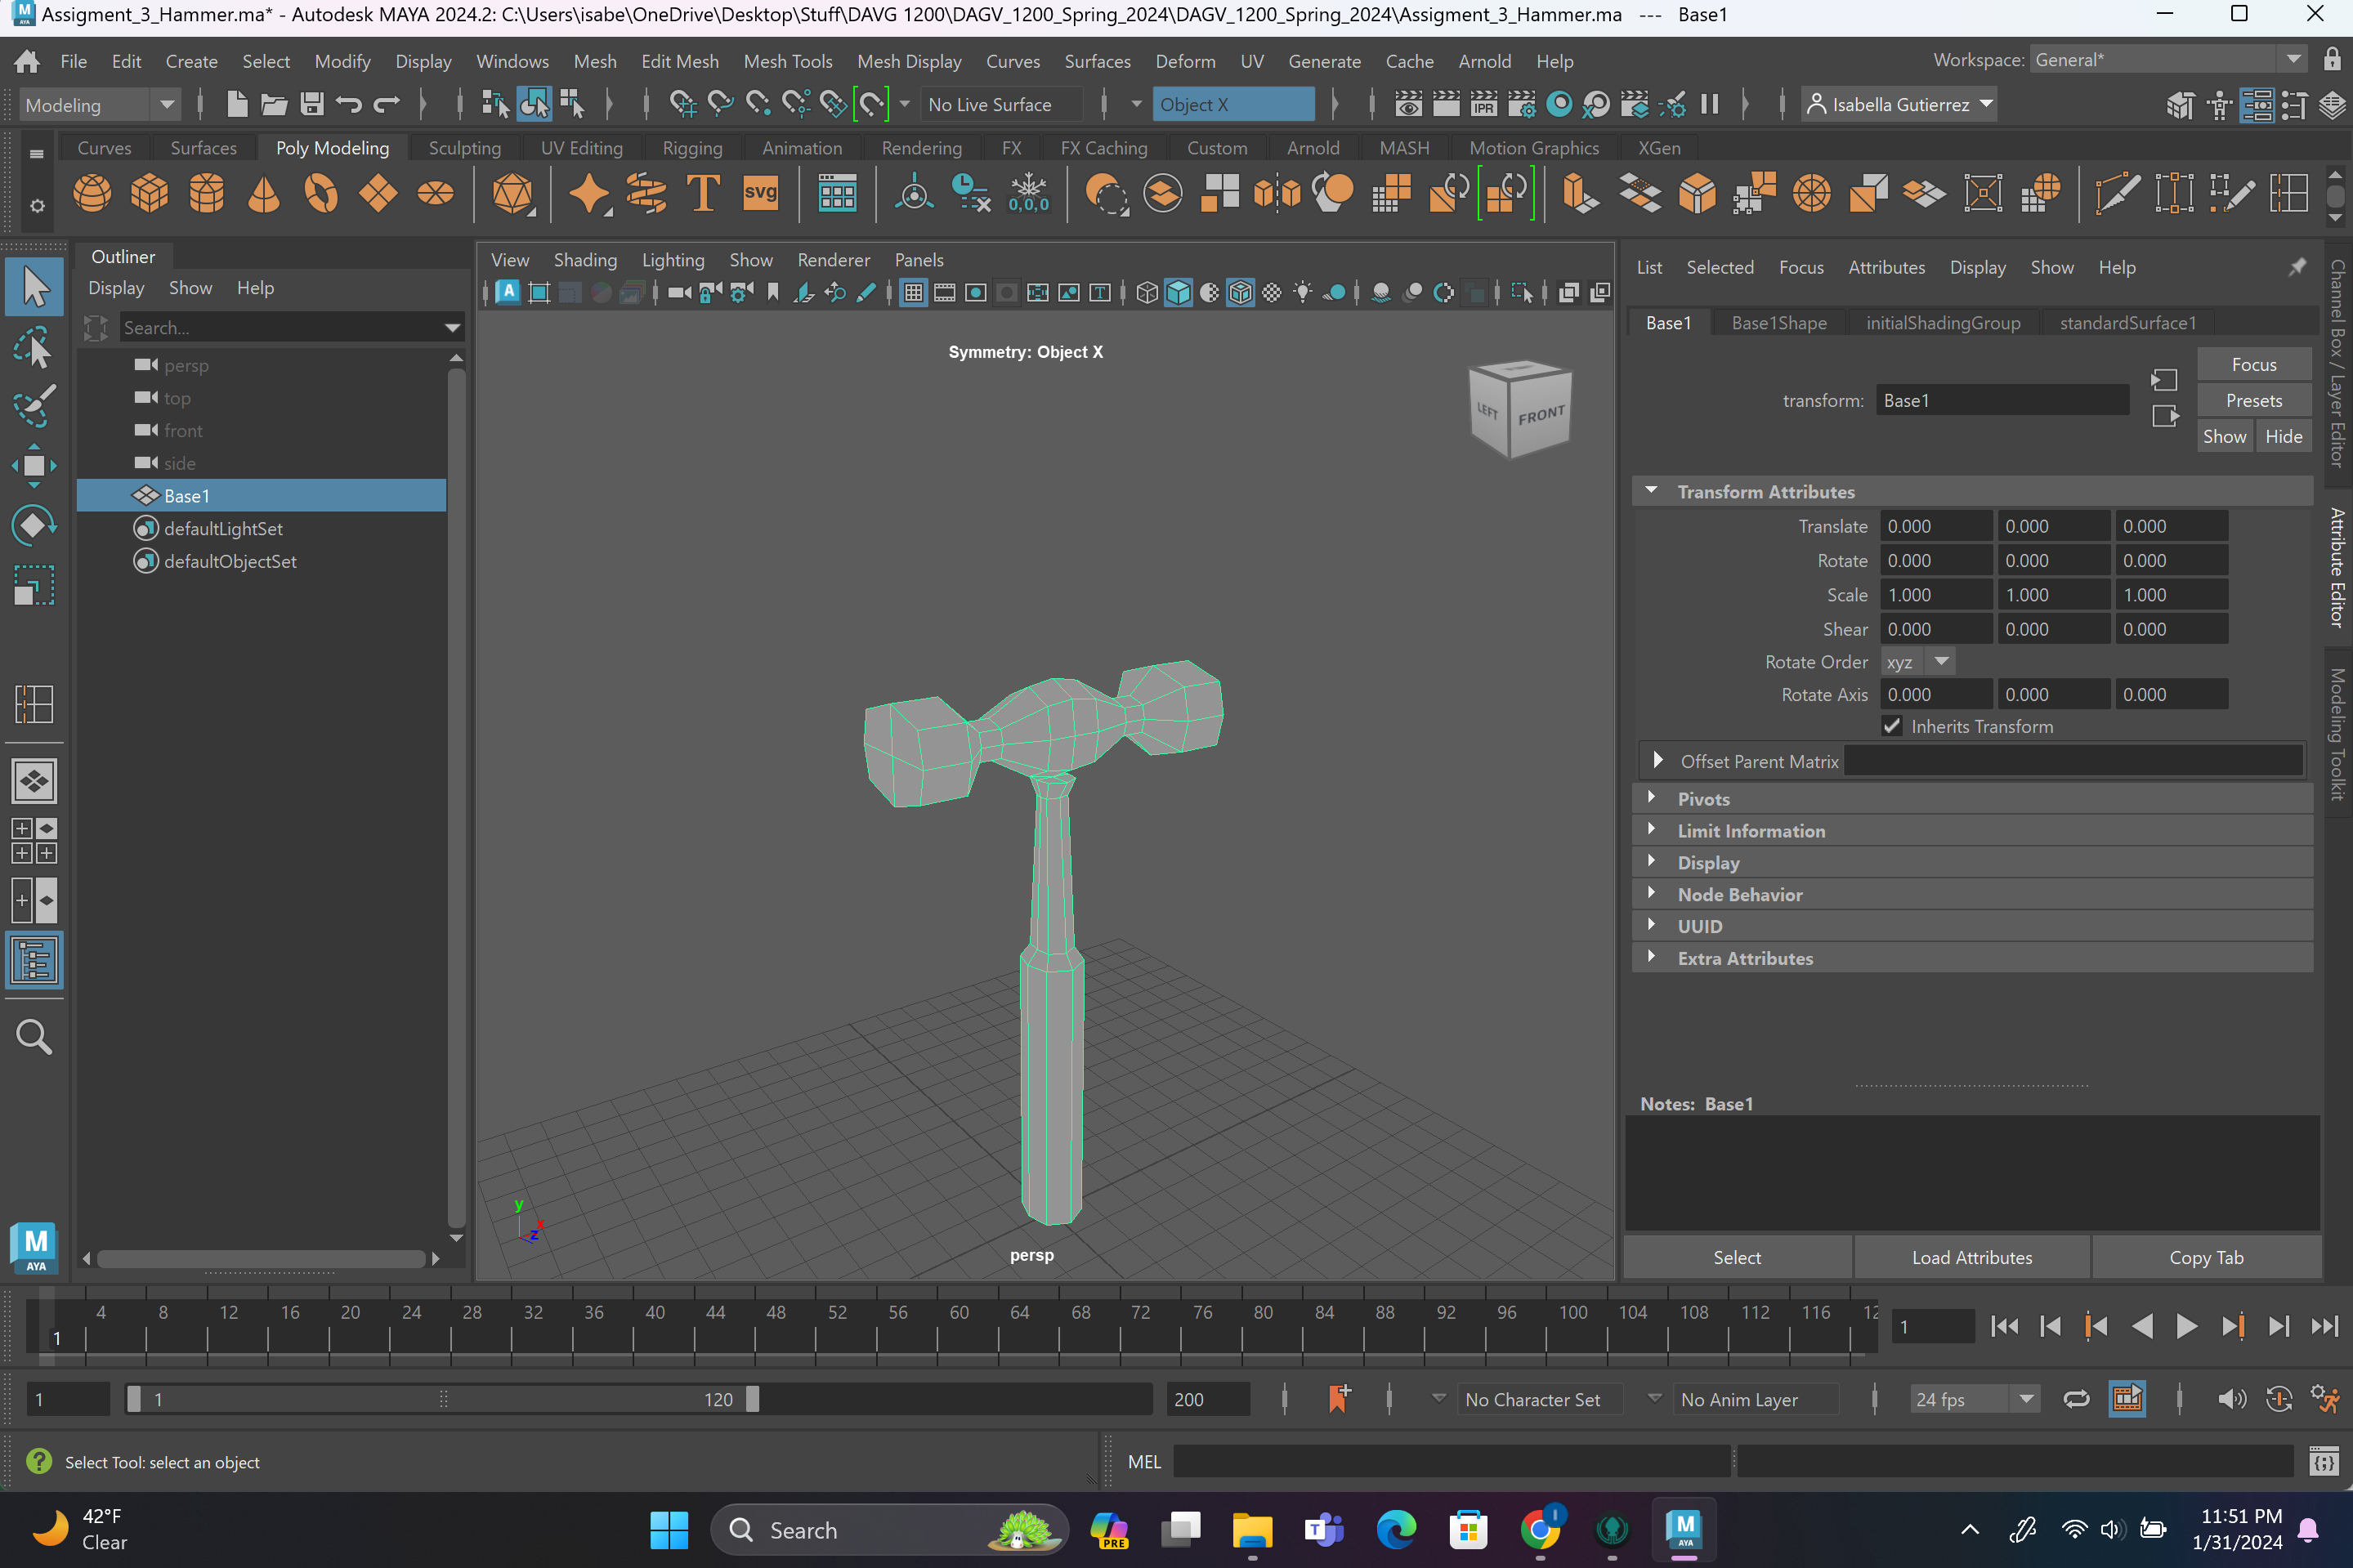 Assigment_3_Hammer.ma* - Autodesk MAYA 2024.2: C:\Users\isabe\OneDrive\Desktop\Stuff\DAVG 1200\DAGV_1200_Spring_2024\DAGV_1200_Spring_2024\Assigment_3_Hammer.ma --- Base1
File Edit Create Select Modify Display Windows Mesh Edit Mesh Mesh Tools Mesh Display Curves Surfaces Deform UV Generate Cache Arnold Help
Workspace: General*
Modeling
No Live Surface
Object X
IPR
Isabella Gutierrez
Curves Surfaces Poly Modeling Sculpting UV Editing Rigging Animation Rendering FX FX Caching Custom Arnold MASH Motion Graphics XGen
T
svg
0,0,0
Outliner
Display Show Help
Search...
persp
top
front
side
Base1
defaultLightSet
defaultObjectSet
View Shading Lighting Show Renderer Panels
Symmetry: Object X
LEFT
FRONT
y
x
z
persp
List Selected Focus Attributes Display Show Help
Base1 Base1Shape initialShadingGroup standardSurface1
Focus
transform: Base1
Presets
Show Hide
Transform Attributes
Translate 0.000 0.000 0.000
Rotate 0.000 0.000 0.000
Scale 1.000 1.000 1.000
Shear 0.000 0.000 0.000
Rotate Order xyz
Rotate Axis 0.000 0.000 0.000
Inherits Transform
Offset Parent Matrix
Pivots
Limit Information
Display
Node Behavior
UUID
Extra Attributes
Notes: Base1
Select Load Attributes Copy Tab
Channel Box / Layer Editor
Attribute Editor
Modeling Toolkit
M
AYA
4 8 12 16 20 24 28 32 36 40 44 48 52 56 60 64 68 72 76 80 84 88 92 96 100 104 108 112 116 12
1
1
1
1
120
200
No Character Set
No Anim Layer
24 fps
Select Tool: select an object
MEL
42°F
Clear
Search
PRE
M
AYA
11:51 PM
1/31/2024